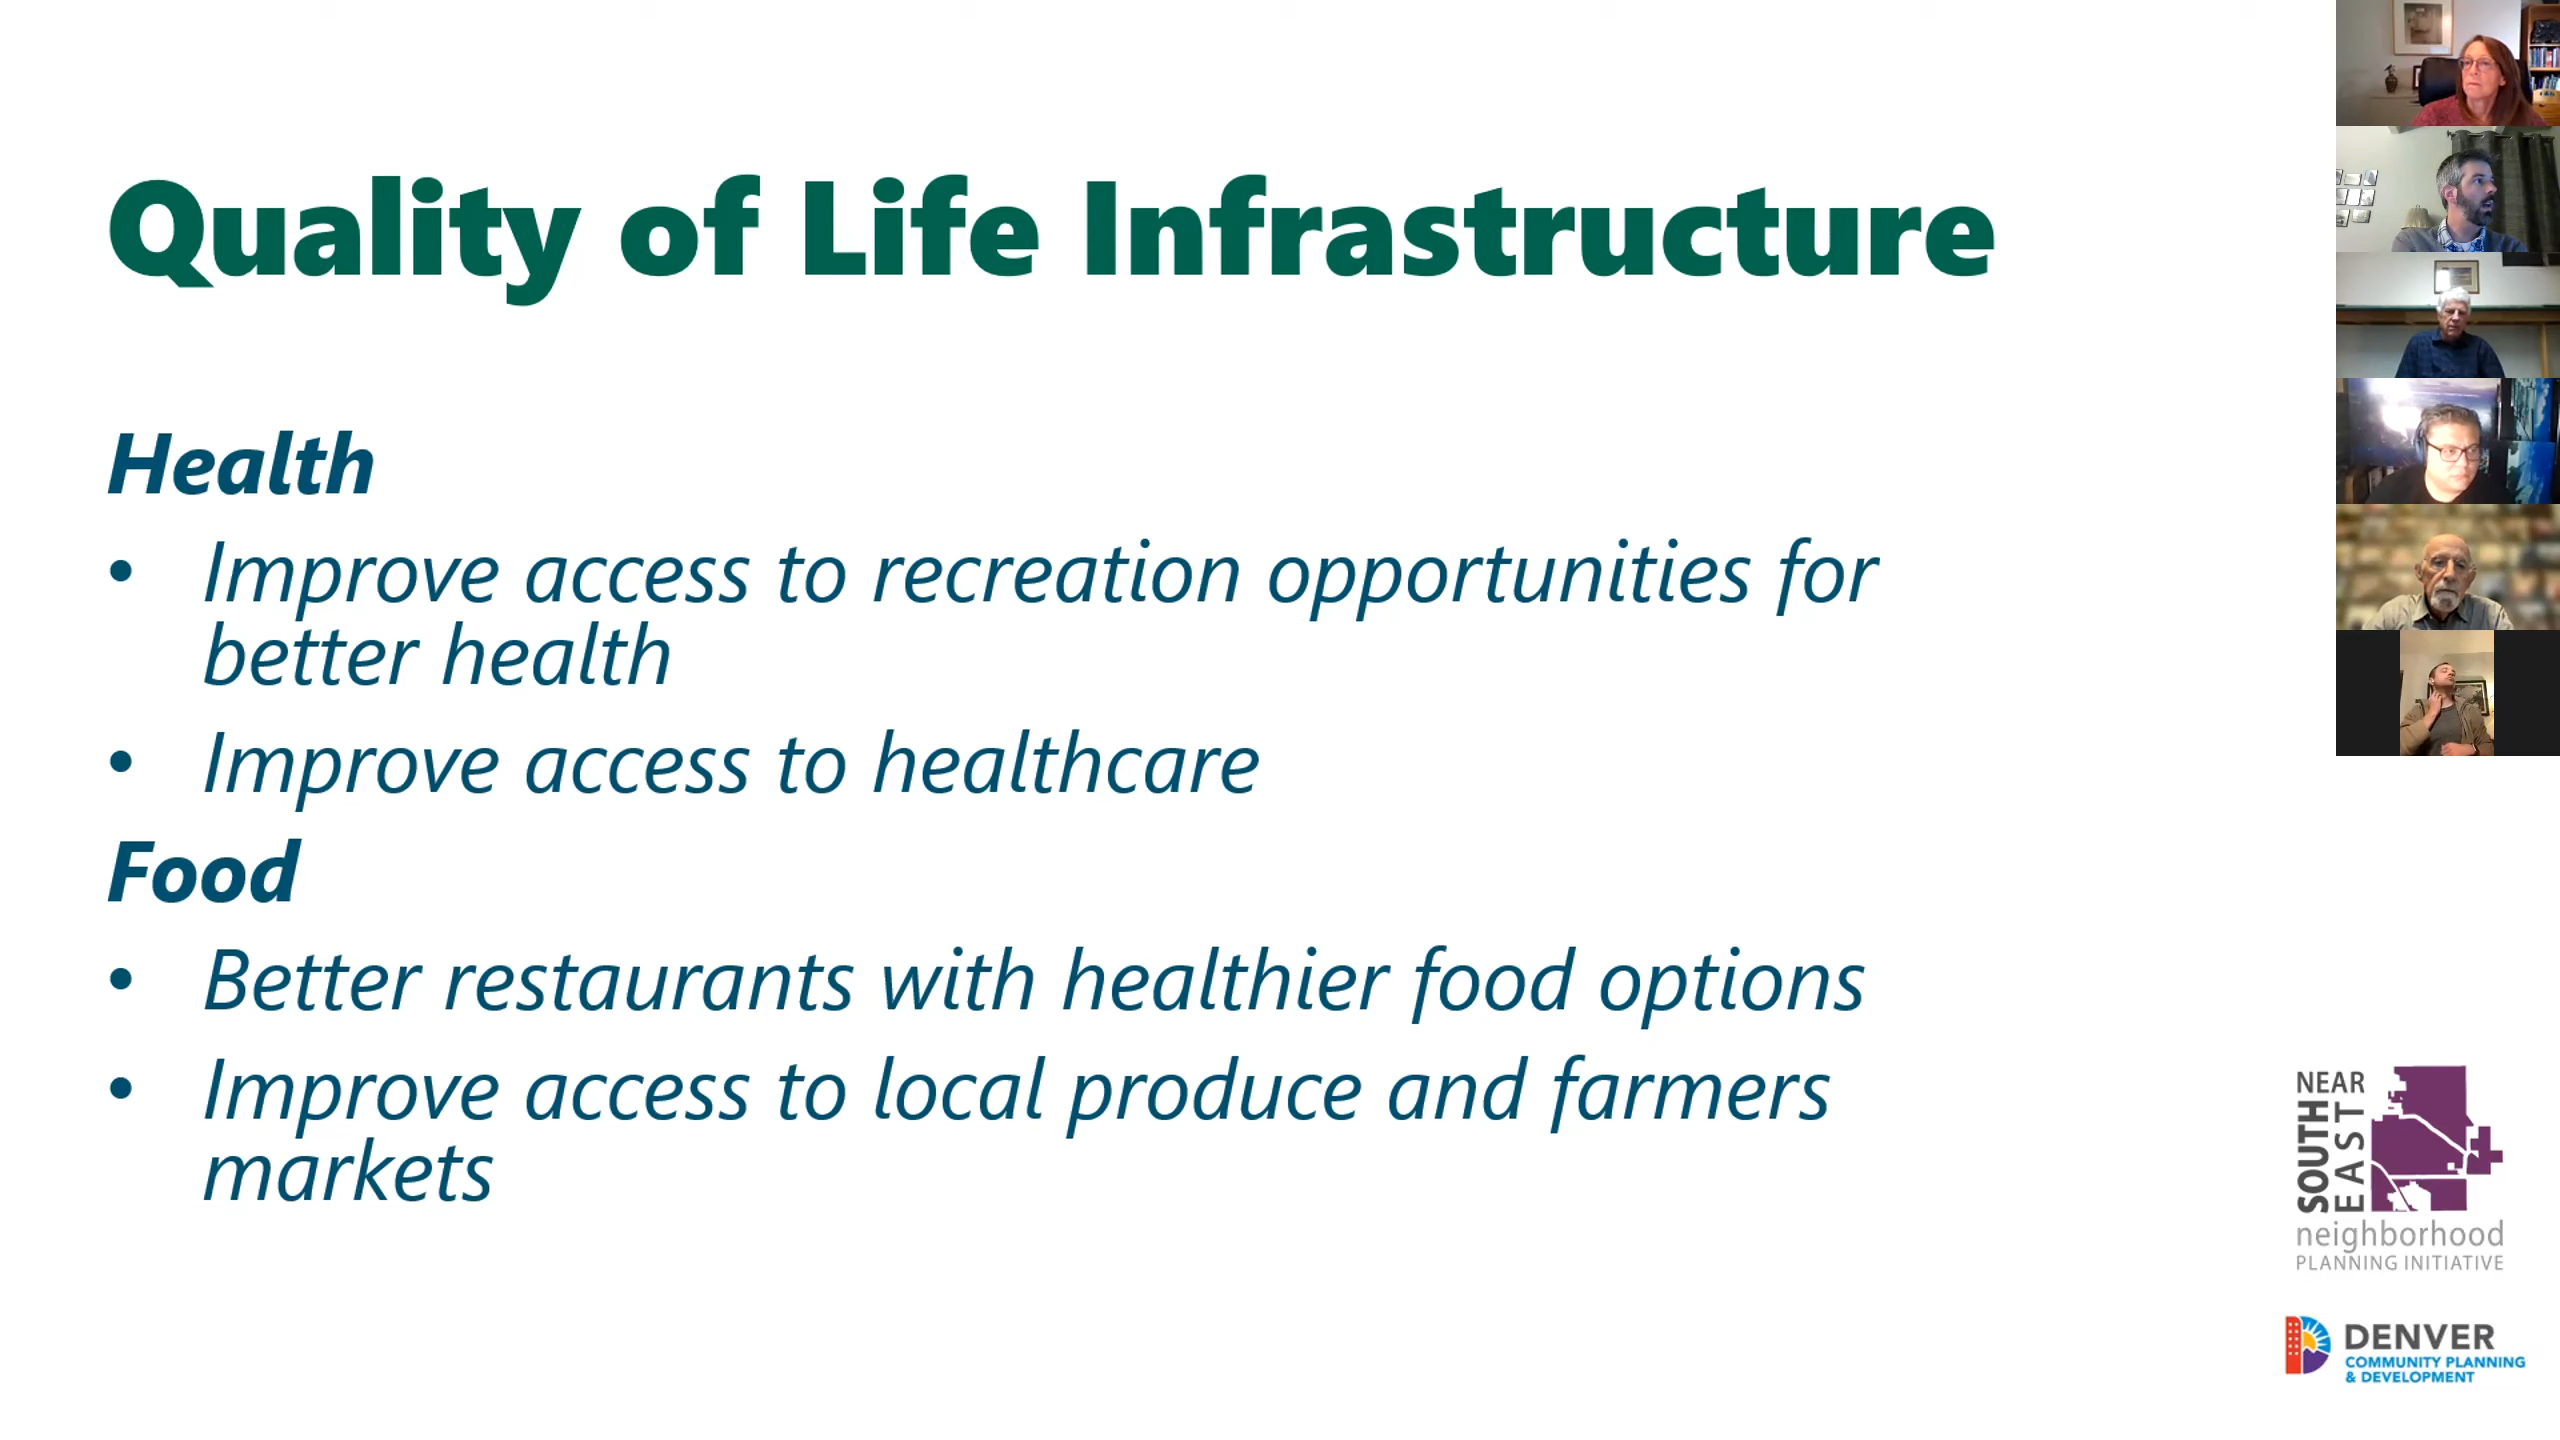 Quality of Life Infrastructure
Health
• Improve access to recreation opportunities for
better health
• Improve access to healthcare
Food
• Better restaurants with healthier food options
• Improve access to local produce and farmers
markets
NEAR
SOUTH
EAST
neighborhood
PLANNING INITIATIVE
DENVER
COMMUNITY PLANNING
& DEVELOPMENT